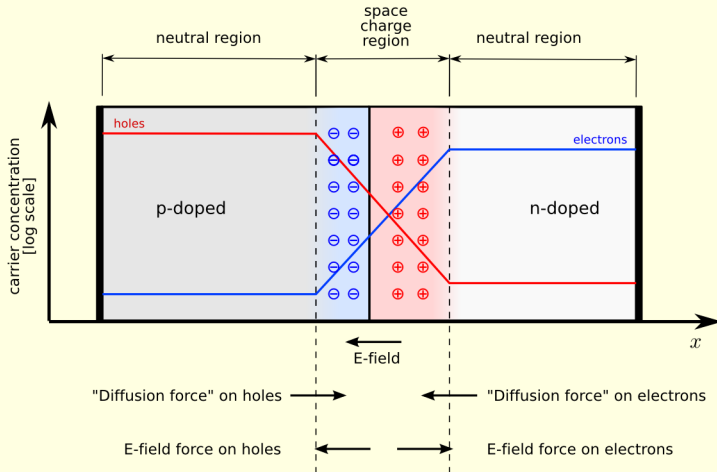 space
charge
region
neutral region
neutral region
holes
electrons
p-doped
n-doped
carrier concentration
[log scale]
x
E-field
"Diffusion force" on holes
"Diffusion force" on electrons
E-field force on holes
E-field force on electrons